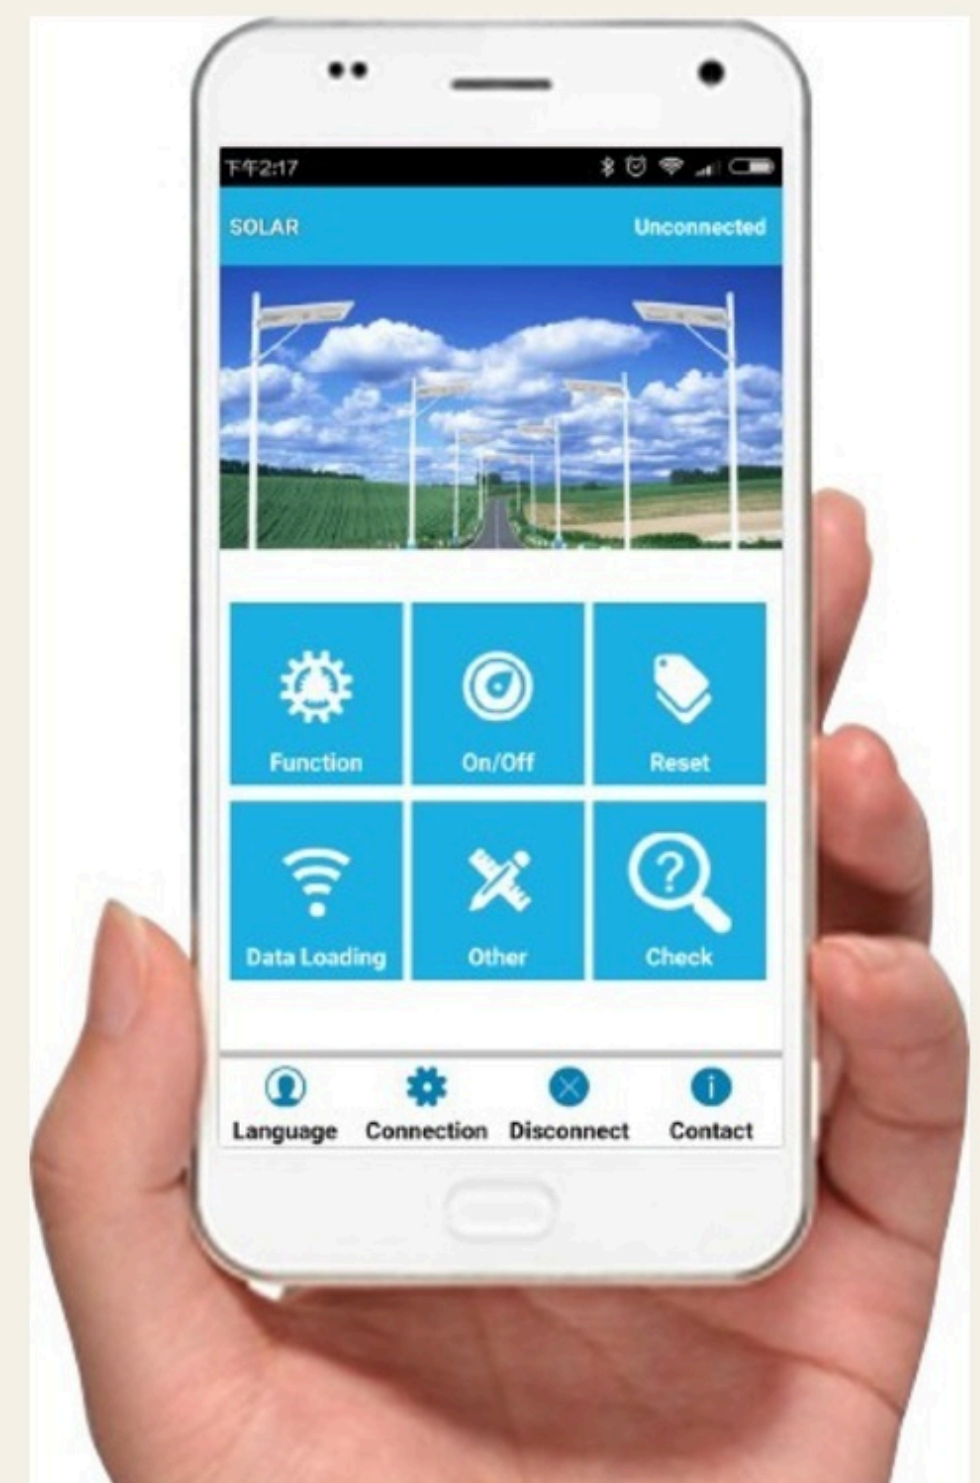 下午2:17
SOLAR Unconnected
Function On/Off Reset
Data Loading Other Check
Language Connection Disconnect Contact